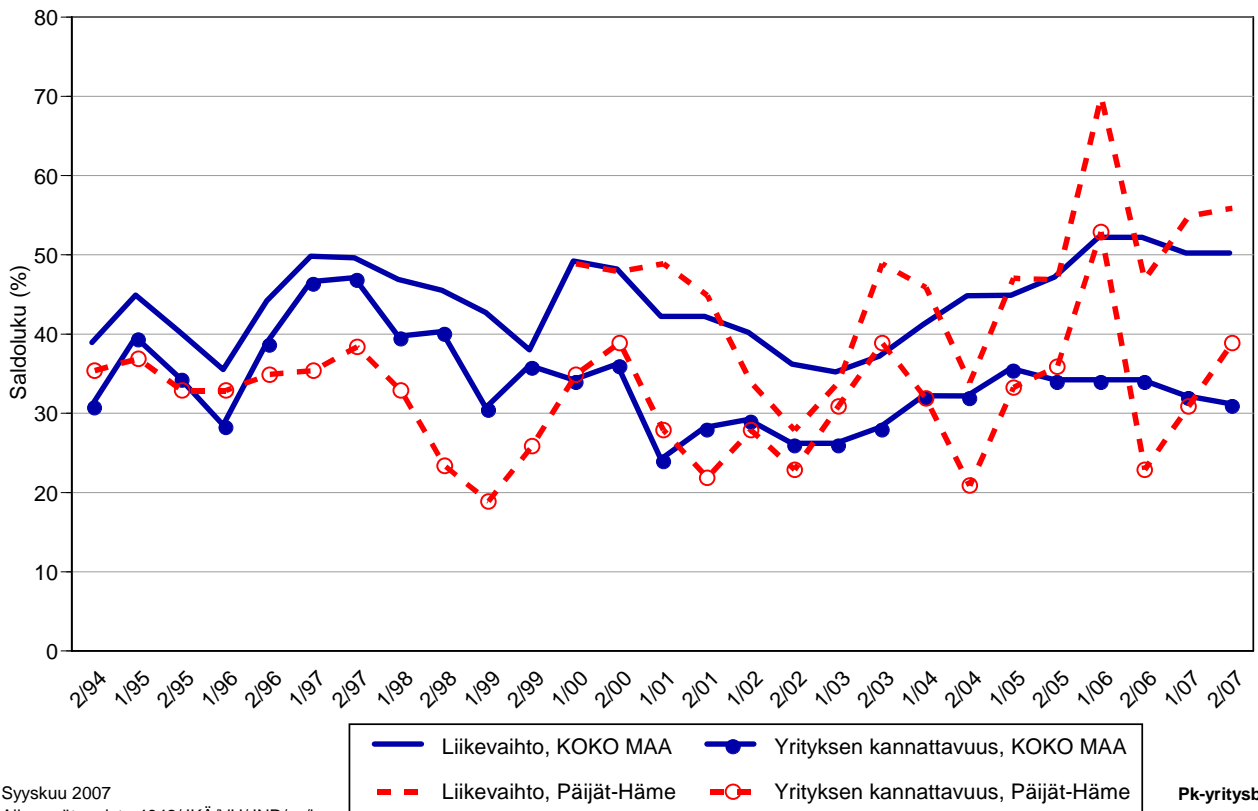 80
70
60
50
40
30
20
10
0
Saldoluku (%)
2/94 1/95 2/95 1/96 2/96 1/97 2/97 1/98 2/98 1/99 2/99 1/00 2/00 1/01 2/01 1/02 2/02 1/03 2/03 1/04 2/04 1/05 2/05 1/06 2/06 1/07 2/07
Liikevaihto, KOKO MAA
Yrityksen kannattavuus, KOKO MAA
Liikevaihto, Päijät-Häme
Yrityksen kannattavuus, Päijät-Häme
Syyskuu 2007
Pk-yritys